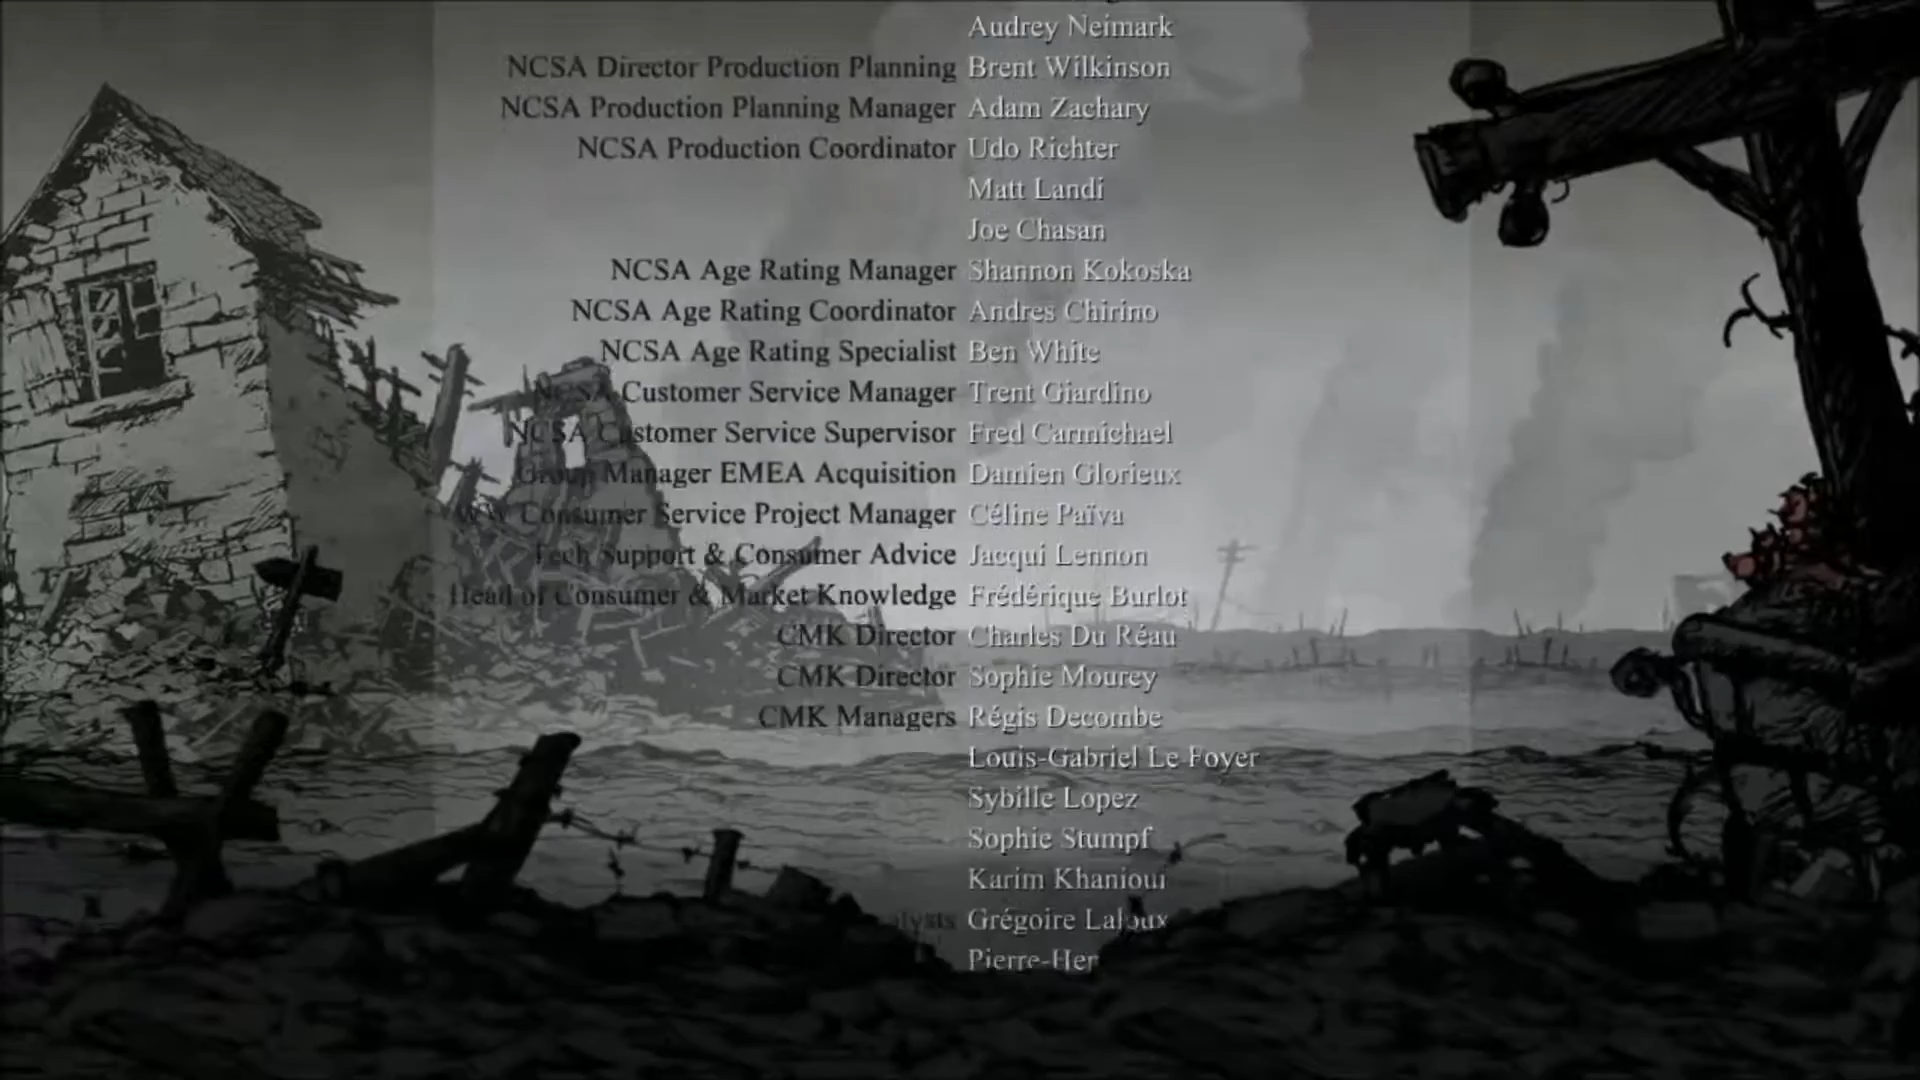 Audrey Neimark
NCSA Director Production Planning Brent Wilkinson
NCSA Production Planning Manager Adam Zachary
NCSA Production Coordinator Udo Richter
Matt Landi
Joe Chasan
NCSA Age Rating Manager Shannon Kokoska
NCSA Age Rating Coordinator Andres Chirino
NCSA Age Rating Specialist Ben White
NCSA Customer Service Manager Trent Giardino
NCSA Customer Service Supervisor Fred Carmichael
Group Manager EMEA Acquisition Damien Glorieux
WW Consumer Service Project Manager Céline Païva
Tech Support & Consumer Advice Jacqui Lennon
Head of Consumer & Market Knowledge Frédérique Burlot
CMK Director Charles Du Réau
CMK Director Sophie Mourey
CMK Managers Régis Decombe
Louis-Gabriel Le Foyer
Sybille Lopez
Sophie Stumpf
Karim Khanioui
Grégoire Laloux